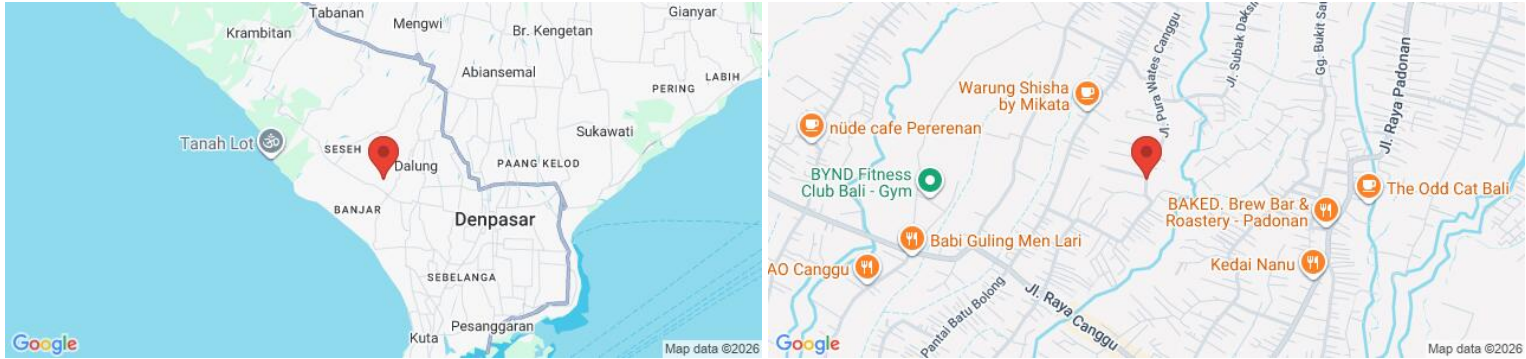 Tabanan
Mengwi
Gianyar
Krambitan
Br. Kengetan
Abiansemal
LABIH
PERING
Tanah Lot
SESEH
Sukawati
Dalung
PAANG KELOD
BANJAR
Denpasar
SEBELANGA
Kuta
Pesanggaran
Google
Map data ©2026
Warung Shisha
by Mikata
nüde cafe Pererenan
BYND Fitness
Club Bali - Gym
Jl. Pura Wates Canggu
Jl. Subak Daksi
Gg. Bukit Sa
Jl. Raya Padonan
The Odd Cat Bali
BAKED. Brew Bar &
Roastery - Padonan
Babi Guling Men Lari
AO Canggu
Kedai Nanu
Pantai Batu Bolong
Jl. Raya Canggu
Google
Map data ©2026